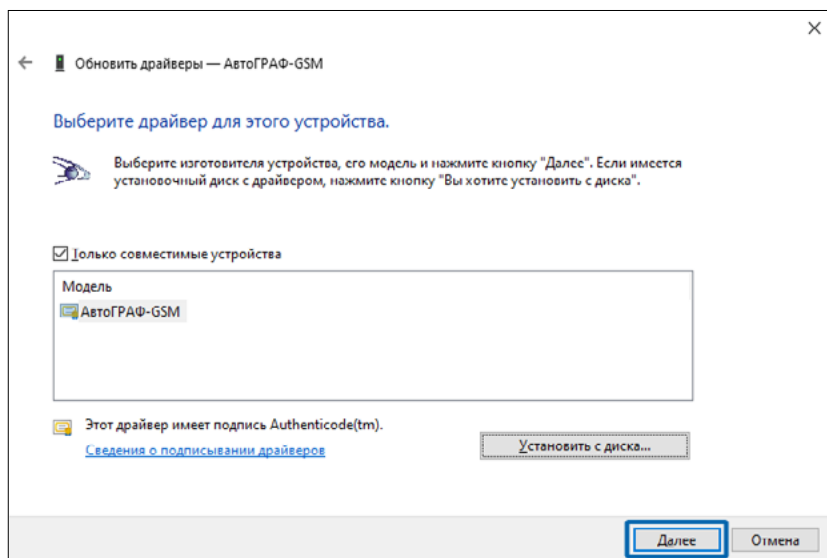 Обновить драйверы — АвтоГРАФ-GSM
Выберите драйвер для этого устройства.
Выберите изготовителя устройства, его модель и нажмите кнопку "Далее". Если имеется
установочный диск с драйвером, нажмите кнопку "Вы хотите установить с диска".
Только совместимые устройства
Модель
АвтоГРАФ-GSM
Этот драйвер имеет подпись Authenticode(tm).
Сведения о подписывании драйверов
Установить с диска...
Далее
Отмена